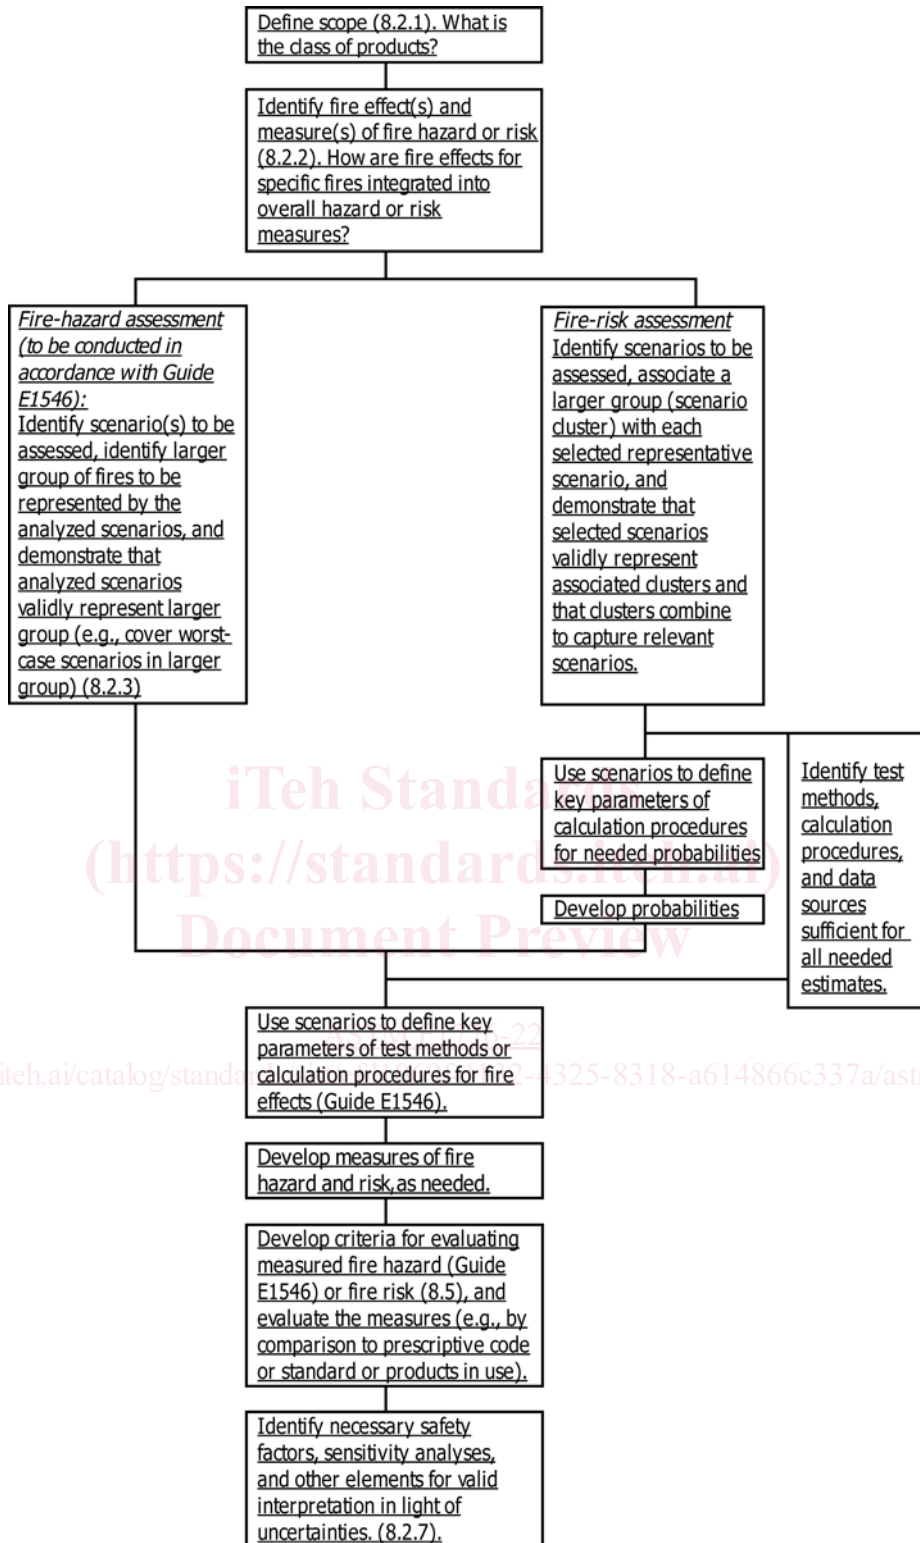 Define scope (8.2.1). What is
the class of products?
Identify fire effect(s) and
measure(s) of fire hazard or risk
(8.2.2). How are fire effects for
specific fires integrated into
overall hazard or risk
measures?
Fire-hazard assessment
(to be conducted in
accordance with Guide
E1546):
Identify scenario(s) to be
assessed, identify larger
group of fires to be
represented by the
analyzed scenarios, and
demonstrate that
analyzed scenarios
validly represent larger
group (e.g., cover worst-
case scenarios in larger
group) (8.2.3)
Fire-risk assessment
Identify scenarios to be
assessed, associate a
larger group (scenario
cluster) with each
selected representative
scenario, and
demonstrate that
selected scenarios
validly represent
associated clusters and
that clusters combine
to capture relevant
scenarios.
Use scenarios to define
key parameters of
calculation procedures
for needed probabilities
Develop probabilities
Identify test
methods,
calculation
procedures,
and data
sources
sufficient for
all needed
estimates.
iTeh Standards
(https://standards.iteh.ai)
Document Preview
Use scenarios to define key
parameters of test methods or
calculation procedures for fire
effects (Guide E1546).
iteh.ai/catalog/standar 4325-8318-a614866c337a/ast
Develop measures of fire
hazard and risk,as needed.
Develop criteria for evaluating
measured fire hazard (Guide
E1546) or fire risk (8.5), and
evaluate the measures (e.g., by
comparison to prescriptive code
or standard or products in use).
Identify necessary safety
factors, sensitivity analyses,
and other elements for valid
interpretation in light of
uncertainties. (8.2.7).